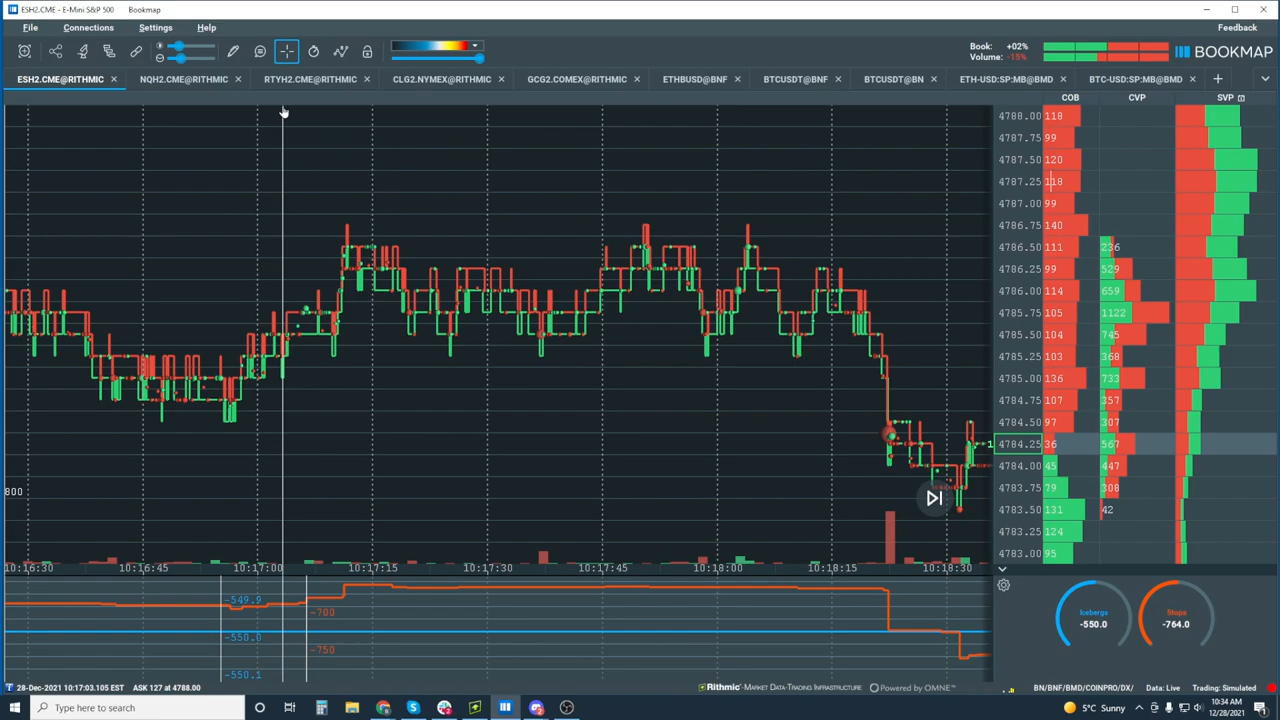 ESH2.CME - E-Mini S&P 500 Bookmap
File Connections Settings Help Feedback
Book: +02%
Volume: -15%
BOOKMAP
ESH2.CME@RITHMIC NQH2.CME@RITHMIC RTYH2.CME@RITHMIC CLG2.NYMEX@RITHMIC GCG2.COMEX@RITHMIC ETHBUSD@BNF BTCUSDT@BNF BTCUSDT@BN ETH-USD:SP:MB@BMD BTC-USD:SP:MB@BMD
COB CVP SVP
4788.00 118
4787.75 99
4787.50 120
4787.25 118
4787.00 99
4786.75 140
4786.50 111 236
4786.25 99 529
4786.00 114 659
4785.75 105 1122
4785.50 104 745
4785.25 103 368
4785.00 136 733
4784.75 107 357
4784.50 97 307
1 4784.25 36 567
4784.00 45 447
800 4783.75 79 308
4783.50 131 42
4783.25 124
4783.00 95
10:16:30 10:16:45 10:17:00 10:17:15 10:17:30 10:17:45 10:18:00 10:18:15 10:18:30
-549.9
-700
-550.0
-750
-550.1
Icebergs
-550.0
Stops
-764.0
28-Dec-2021 10:17:03.105 EST ASK 127 at 4788.00
Rithmic-MARKET DATA-TRADING INFRASTRUCTURE Powered by OMNE™
BN/BNF/BMD/COINPRO/DX/ Data: Live Trading: Simulated
Type here to search
5°C Sunny
10:34 AM
12/28/2021